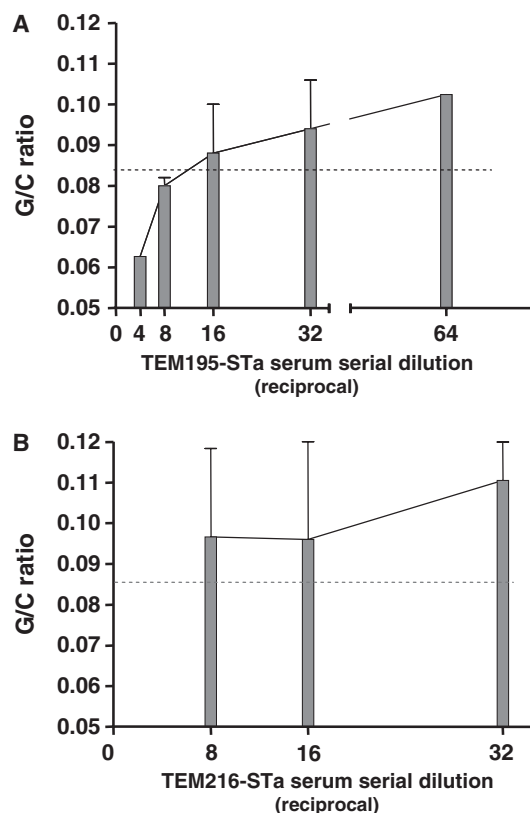 A
0.12
0.11
0.10
0.09
0.08
0.07
0.06
0.05
G/C ratio
0 4 8 16 32 64
TEM195-STa serum serial dilution
(reciprocal)
B
0.12
0.11
0.10
0.09
0.08
0.07
0.06
0.05
G/C ratio
0 8 16 32
TEM216-STa serum serial dilution
(reciprocal)